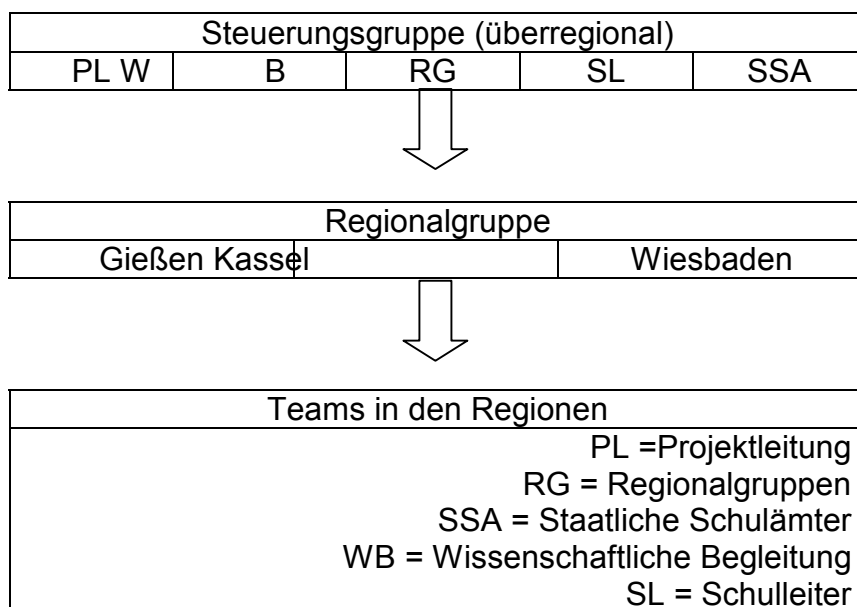 Steuerungsgruppe (überregional)
PL W B RG SL SSA
Regionalgruppe
Gießen Kassel Wiesbaden
Teams in den Regionen
PL =Projektleitung
RG = Regionalgruppen
SSA = Staatliche Schulämter
WB = Wissenschaftliche Begleitung
SL = Schulleiter